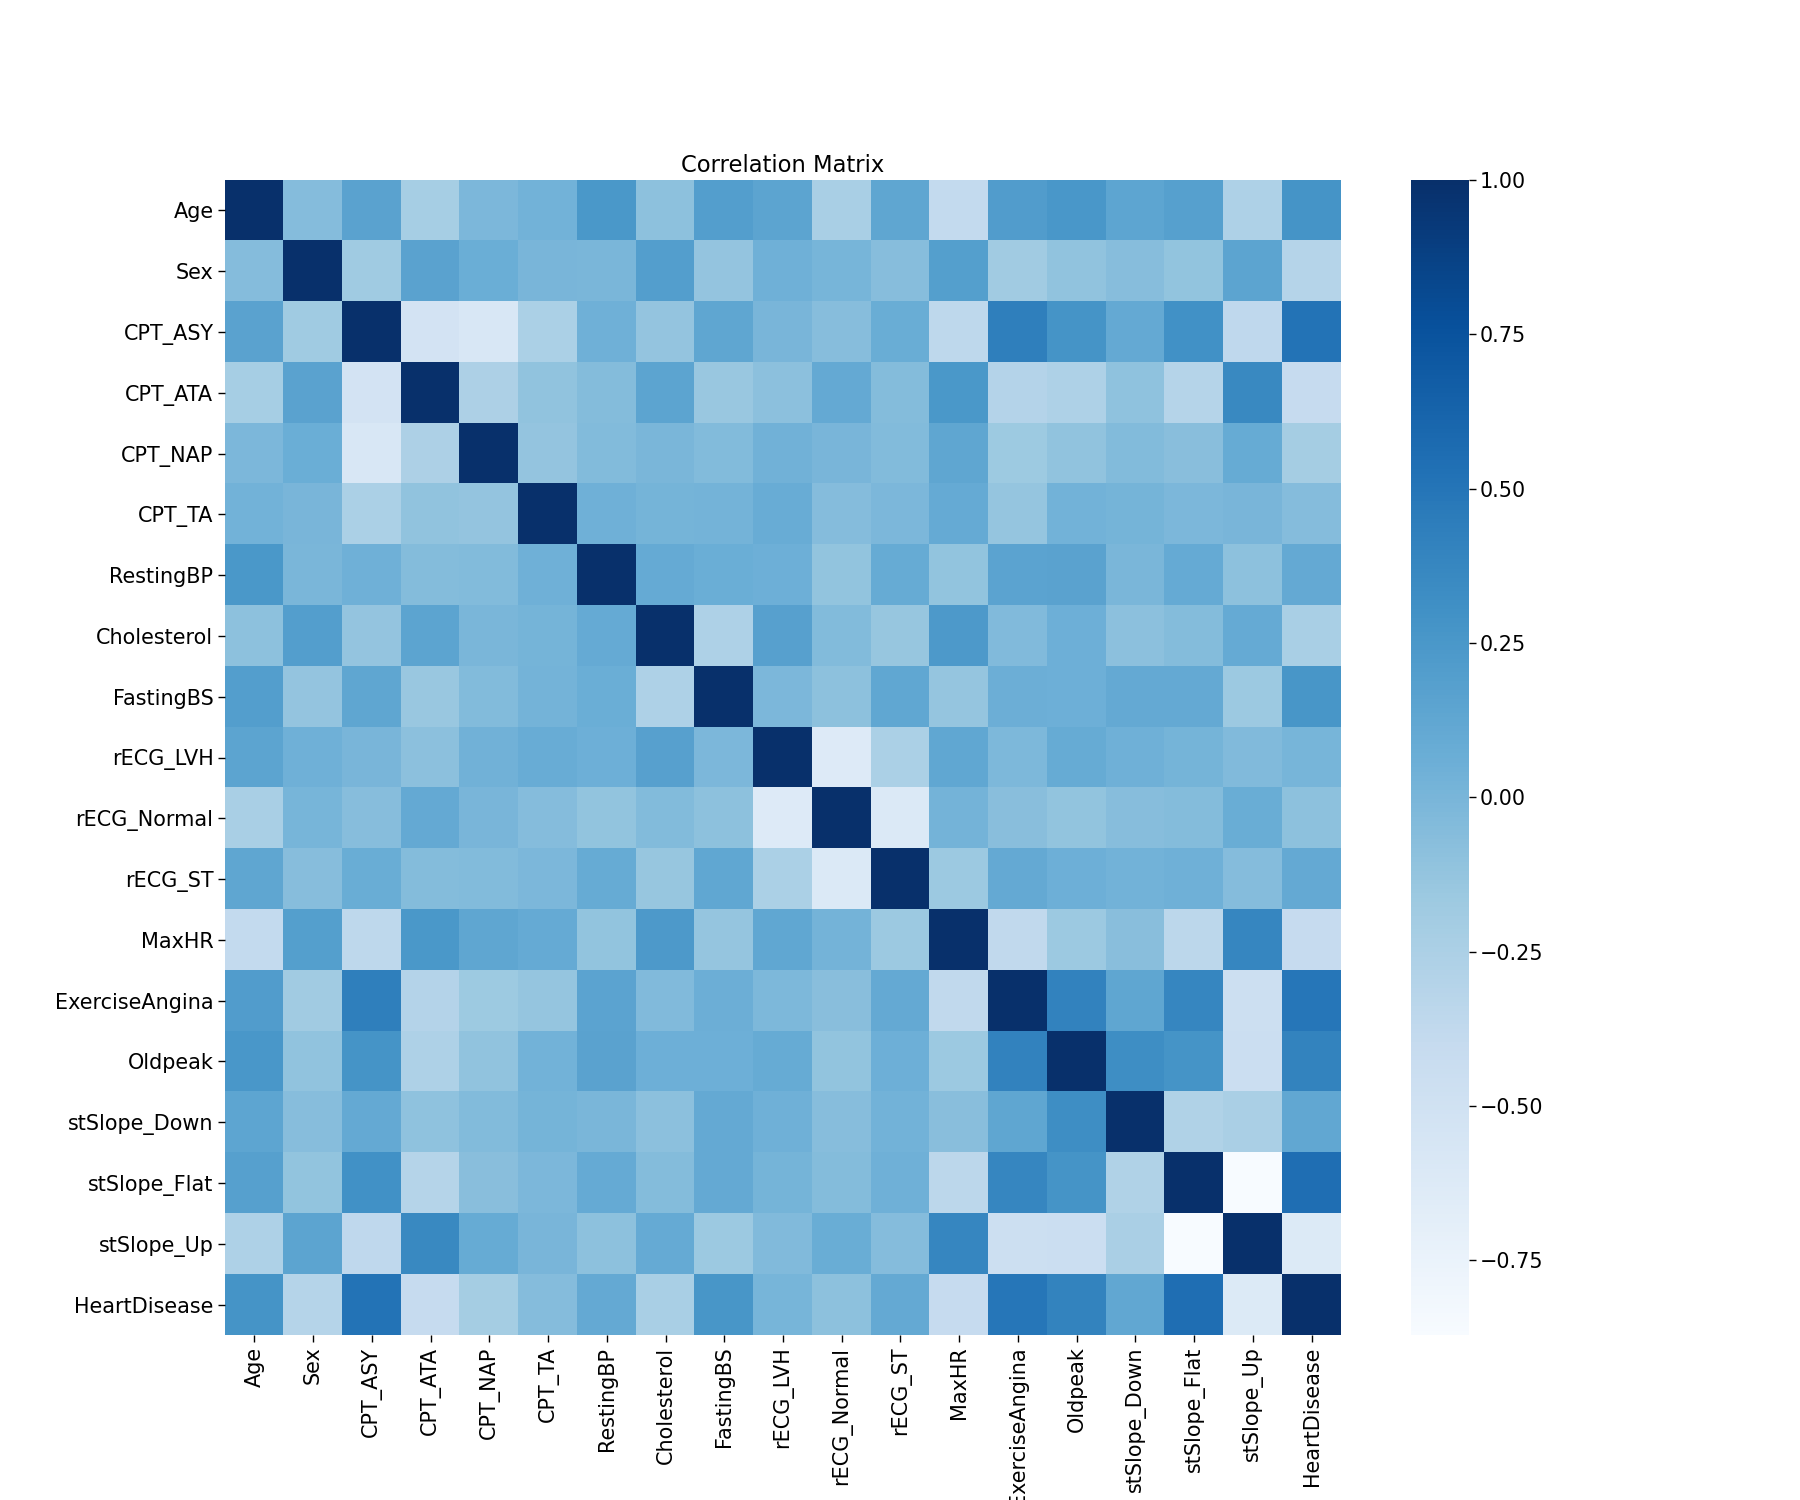 Correlation Matrix
Age
Sex
CPT_ASY
CPT_ATA
CPT_NAP
CPT_TA
RestingBP
Cholesterol
FastingBS
rECG_LVH
rECG_Normal
rECG_ST
MaxHR
ExerciseAngina
Oldpeak
stSlope_Down
stSlope_Flat
stSlope_Up
HeartDisease
Age
Sex
CPT_ASY
CPT_ATA
CPT_NAP
CPT_TA
RestingBP
Cholesterol
FastingBS
rECG_LVH
rECG_Normal
rECG_ST
MaxHR
ExerciseAngina
Oldpeak
stSlope_Down
stSlope_Flat
stSlope_Up
HeartDisease
1.00
0.75
0.50
0.25
0.00
−0.25
−0.50
−0.75